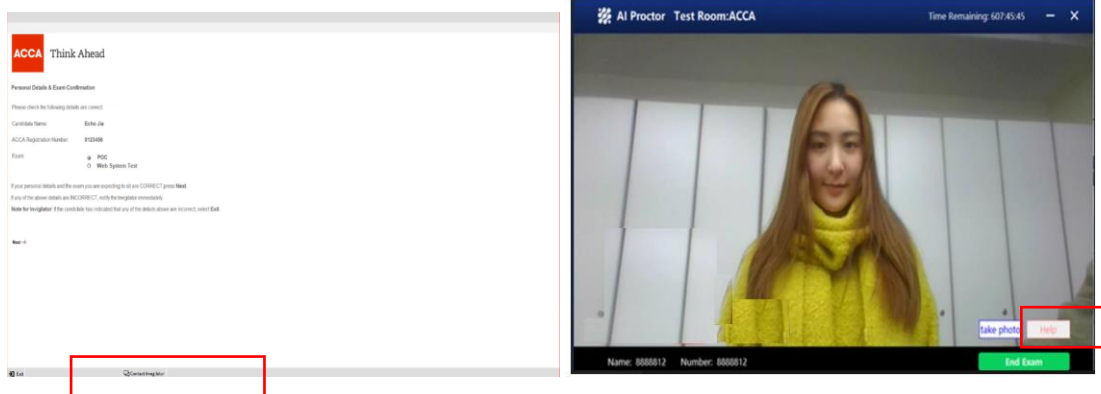 ACCA Think Ahead
Personal Details & Exam Confirmation
Please check the following details are correct:
Candidate Name: Echo Jia
ACCA Registration Number: 0123456
Exam: POC
Web System Test
If your personal details and the exam you are expecting to sit are CORRECT press Next.
If any of the above details are INCORRECT, notify the Invigilator immediately.
Note for Invigilator: If the candidate has indicated that any of the details above are incorrect, select Exit.
Next
Exit Contact Invigilator
AI Proctor Test Room:ACCA Time Remaining: 607:45:45
take photo Help
Name: 8888812 Number: 8888812 End Exam